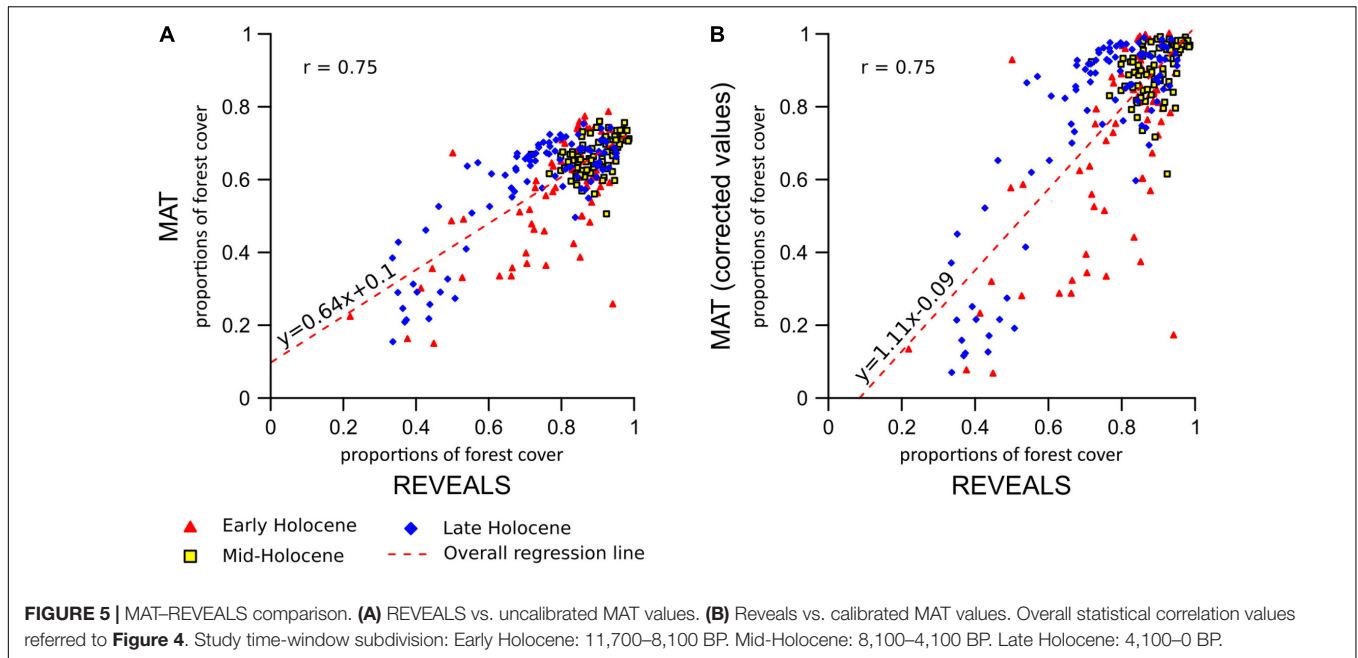 A
B
1
0.8
0.6
0.4
0.2
0
MAT
proportions of forest cover
r = 0.75
y=0.64x+0.1
0 0.2 0.4 0.6 0.8 1
proportions of forest cover
REVEALS
1
0.8
0.6
0.4
0.2
0
MAT (corrected values)
proportions of forest cover
r = 0.75
y=1.11x-0.09
0 0.2 0.4 0.6 0.8 1
proportions of forest cover
REVEALS
Early Holocene
Late Holocene
Mid-Holocene
Overall regression line
FIGURE 5 | MAT–REVEALS comparison. (A) REVEALS vs. uncalibrated MAT values. (B) Reveals vs. calibrated MAT values. Overall statistical correlation values
referred to Figure 4. Study time-window subdivision: Early Holocene: 11,700–8,100 BP. Mid-Holocene: 8,100–4,100 BP. Late Holocene: 4,100–0 BP.